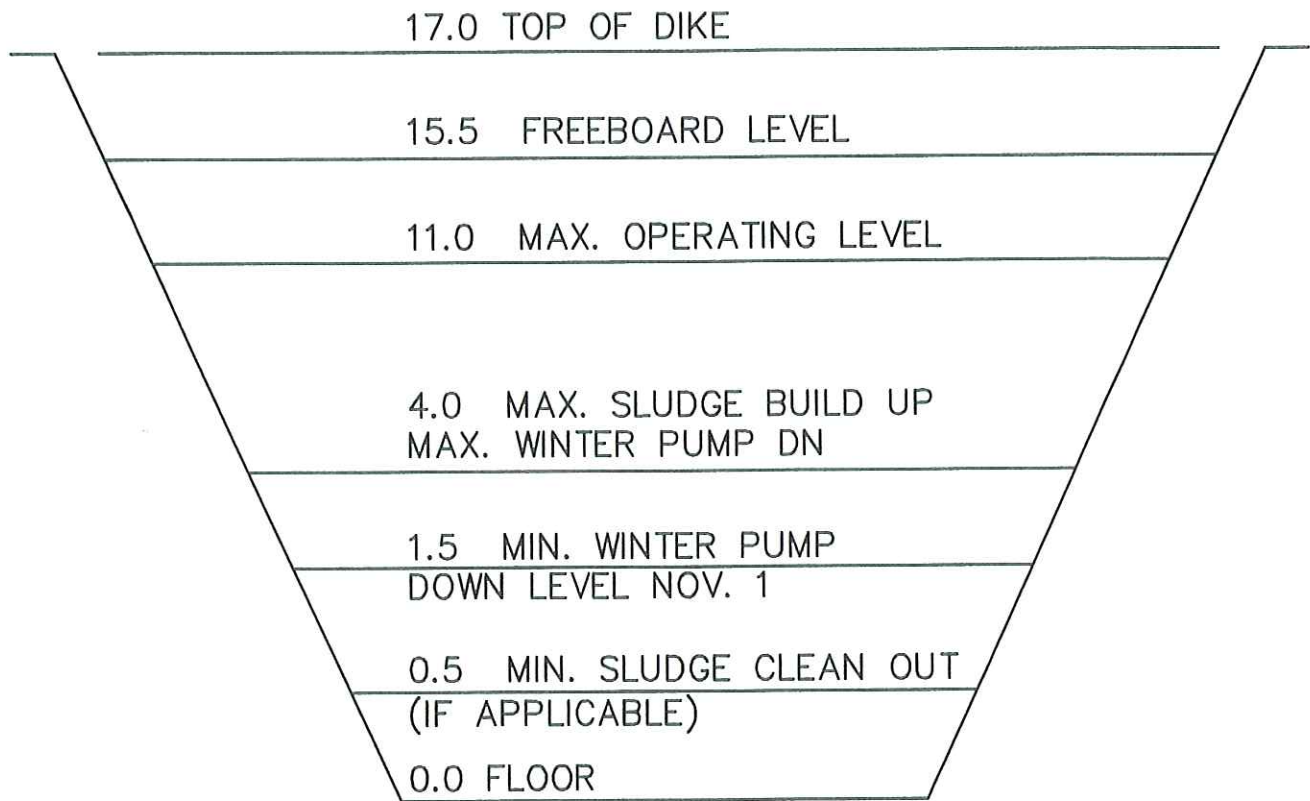 17.0 TOP OF DIKE
15.5 FREEBOARD LEVEL
11.0 MAX. OPERATING LEVEL
4.0 MAX. SLUDGE BUILD UP
MAX. WINTER PUMP DN
1.5 MIN. WINTER PUMP
DOWN LEVEL NOV. 1
0.5 MIN. SLUDGE CLEAN OUT
(IF APPLICABLE)
0.0 FLOOR